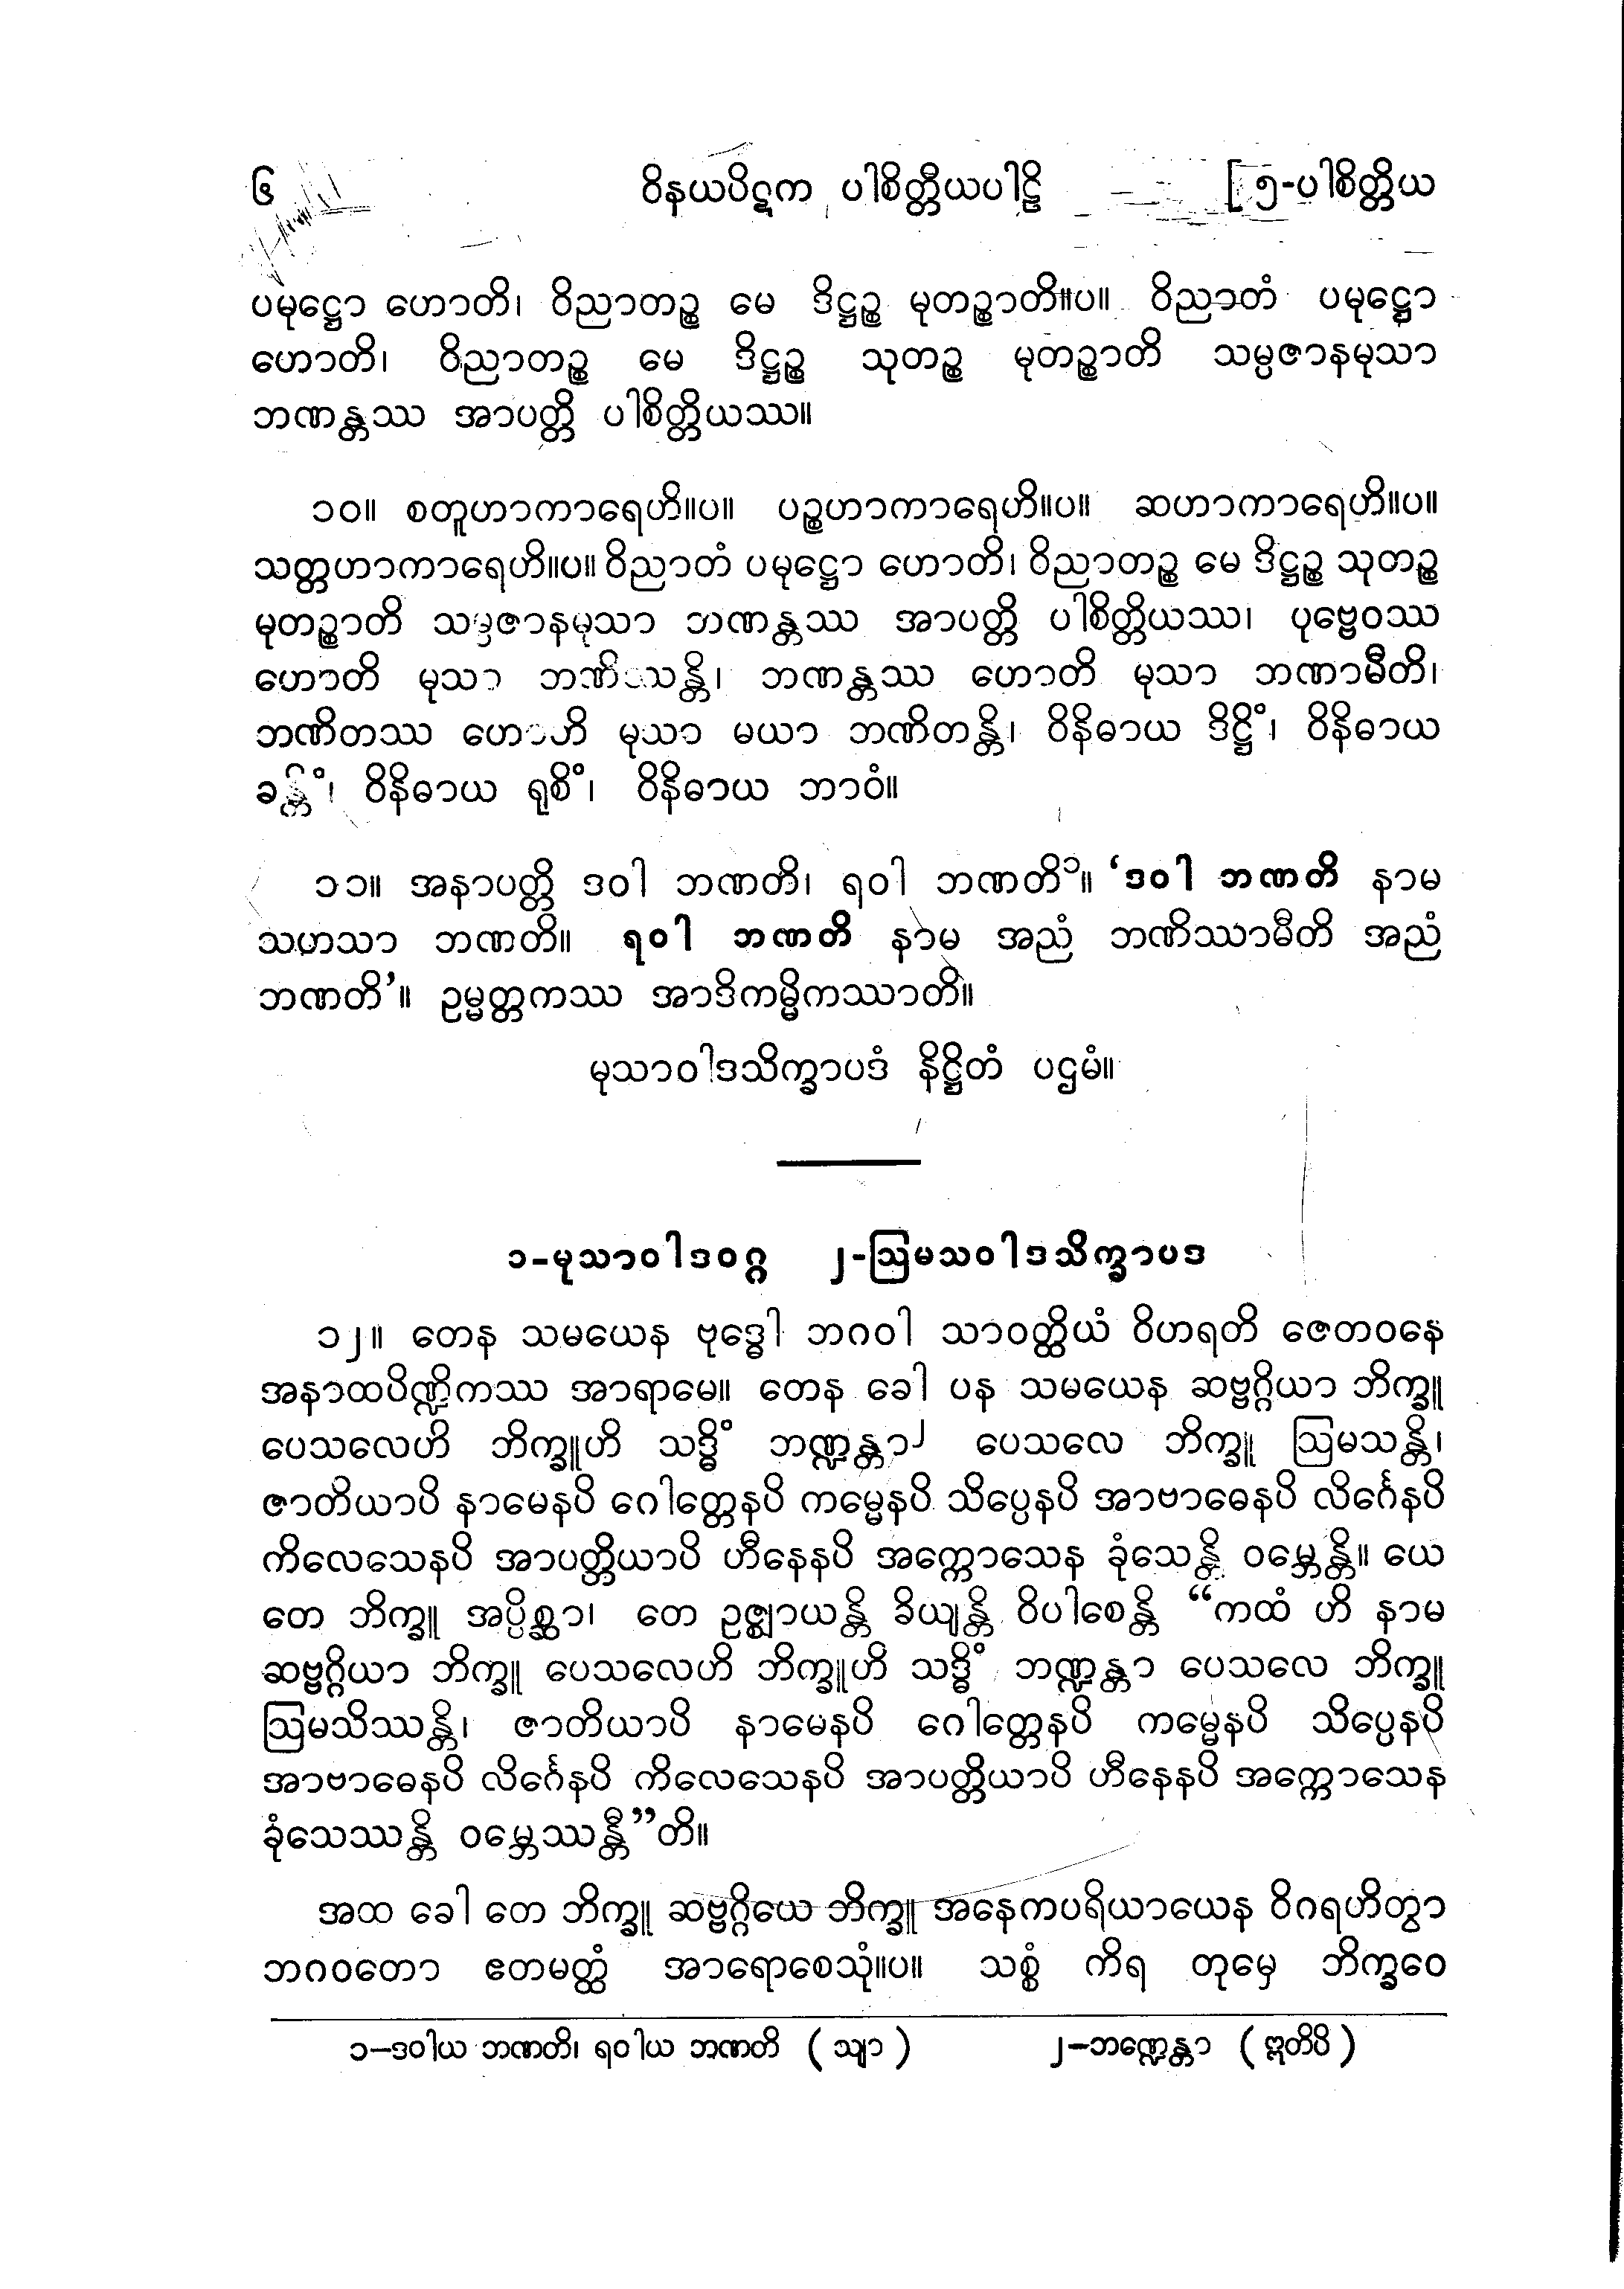 ၆ ဝိနယပိဋက ပါစိတ္တီယပါဠိ [ ၅-ပါစိတ္တိယ
ပမုဋ္ဌော ဟောတိ၊ ဝိညာတဉ္စ မေ ဒိဋ္ဌဉ္စ မုတဉ္စာတိ။ပ။ ဝိညာတံ ပမုဋ္ဌော
ဟောတိ၊ ဝိညာတဉ္စ မေ ဒိဋ္ဌဉ္စ သုတဉ္စ မုတဉ္စာတိ သမ္ပဇာနမုသာ
ဘဏန္တဿ အာပတ္တိ ပါစိတ္တိယဿ။
၁၀။ စတူဟာကာရေဟိ။ပ။ ပဉ္စဟာကာရေဟိ။ပ။ ဆဟာကာရေဟိ။ပ။
သတ္တဟာကာရေဟိ။ပ။ ဝိညာတံ ပမုဋ္ဌော ဟောတိ၊ ဝိညာတဉ္စ မေ ဒိဋ္ဌဉ္စ သုတဉ္စ
မုတဉ္စာတိ သမ္ပဇာနမုသာ ဘဏန္တဿ အာပတ္တိ ပါစိတ္တိယဿ၊ ပုဗ္ဗေဝဿ
ဟောတိ မုသာ ဘဏိဿန္တိ၊ ဘဏန္တဿ ဟောတိ မုသာ ဘဏာမီတိ၊
ဘဏိတဿ ဟောတိ မုသာ မယာ ဘဏိတန္တိ၊ ဝိနိဓာယ ဒိဋ္ဌိံ၊ ဝိနိဓာယ
ခန္တိံ၊ ဝိနိဓာယ ရုစိံ၊ ဝိနိဓာယ ဘာဝံ။
၁၁။ အနာပတ္တိ ဒဝါ ဘဏတိ၊ ရဝါ ဘဏတိ၁။ ‘ဒဝါ ဘဏတိ နာမ
သဟသာ ဘဏတိ။ ရဝါ ဘဏတိ နာမ အညံ ဘဏိဿာမီတိ အညံ
ဘဏတိ’။ ဥမ္မတ္တကဿ အာဒိကမ္မိကဿာတိ။
မုသာဝါဒသိက္ခာပဒံ နိဋ္ဌိတံ ပဌမံ။
၁-မုသာဝါဒဝဂ္ဂ ၂-ဩမသဝါဒသိက္ခာပဒ
၁၂။ တေန သမယေန ဗုဒ္ဓေါ ဘဂဝါ သာဝတ္ထိယံ ဝိဟရတိ ဇေတဝနေ
အနာထပိဏ္ဍိကဿ အာရာမေ။ တေန ခေါ ပန သမယေန ဆဗ္ဗဂ္ဂိယာ ဘိက္ခူ
ပေသလေဟိ ဘိက္ခူဟိ သဒ္ဓိံ ဘဏ္ဍန္တာ၂ ပေသလေ ဘိက္ခူ ဩမသန္တိ၊
ဇာတိယာပိ နာမေနပိ ဂေါတ္တေနပိ ကမ္မေနပိ သိပ္ပေနပိ အာဗာဓေနပိ လိင်္ဂေနပိ
ကိလေသေနပိ အာပတ္တိယာပိ ဟီနေနပိ အက္ကောသေန ခုံသေန္တိ ဝမ္ဘေန္တိ။ ယေ
တေ ဘိက္ခူ အပ္ပိစ္ဆာ၊ တေ ဥဇ္ဈာယန္တိ ခိယျန္တိ ဝိပါစေန္တိ “ကထံ ဟိ နာမ
ဆဗ္ဗဂ္ဂိယာ ဘိက္ခူ ပေသလေဟိ ဘိက္ခူဟိ သဒ္ဓိံ ဘဏ္ဍန္တာ ပေသလေ ဘိက္ခူ
ဩမသိဿန္တိ၊ ဇာတိယာပိ နာမေနပိ ဂေါတ္တေနပိ ကမ္မေနပိ သိပ္ပေနပိ
အာဗာဓေနပိ လိင်္ဂေနပိ ကိလေသေနပိ အာပတ္တိယာပိ ဟီနေနပိ အက္ကောသေန
ခုံသေဿန္တိ ဝမ္ဘေဿန္တီ”တိ။
အထ ခေါ တေ ဘိက္ခူ ဆဗ္ဗဂ္ဂိယေ ဘိက္ခူ အနေကပရိယာယေန ဝိဂရဟိတွာ
ဘဂဝတော ဧတမတ္ထံ အာရောစေသုံ။ပ။ သစ္စံ ကိရ တုမှေ ဘိက္ခဝေ
၁-ဒဝါယ ဘဏတိ၊ ရဝါယ ဘဏတိ ( သျာ ) ၂-ဘဏ္ဍေန္တာ ( ဣတိပိ )